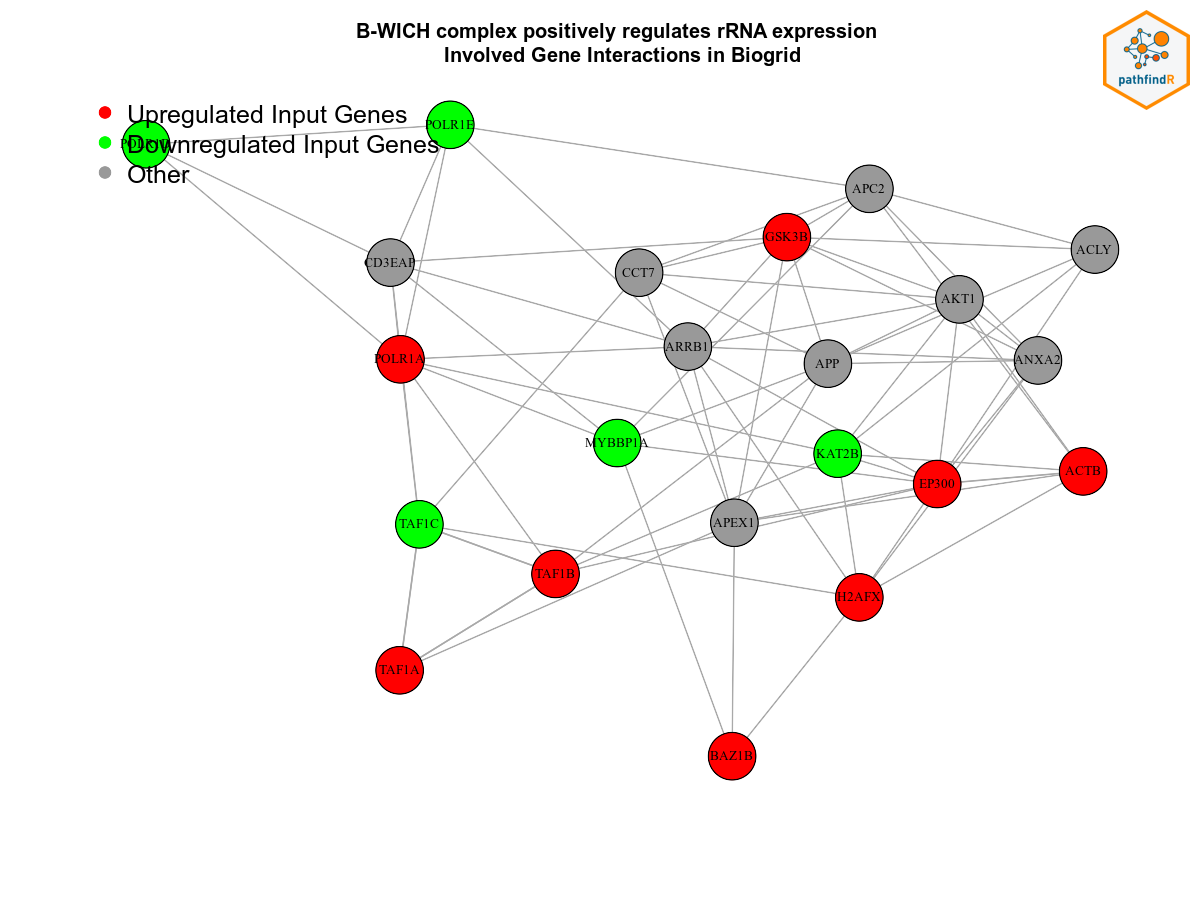 B-WICH complex positively regulates rRNA expression
Involved Gene Interactions in Biogrid
pathfindR
Upregulated Input Genes
Downregulated Input Genes
Other
POLR1E
APC2
GSK3B
ACLY
CD3EAP
CCT7
AKT1
ARRB1
POLR1A
APP
ANXA2
MYBBP1A
KAT2B
ACTB
EP300
TAF1C
APEX1
TAF1B
H2AFX
TAF1A
BAZ1B